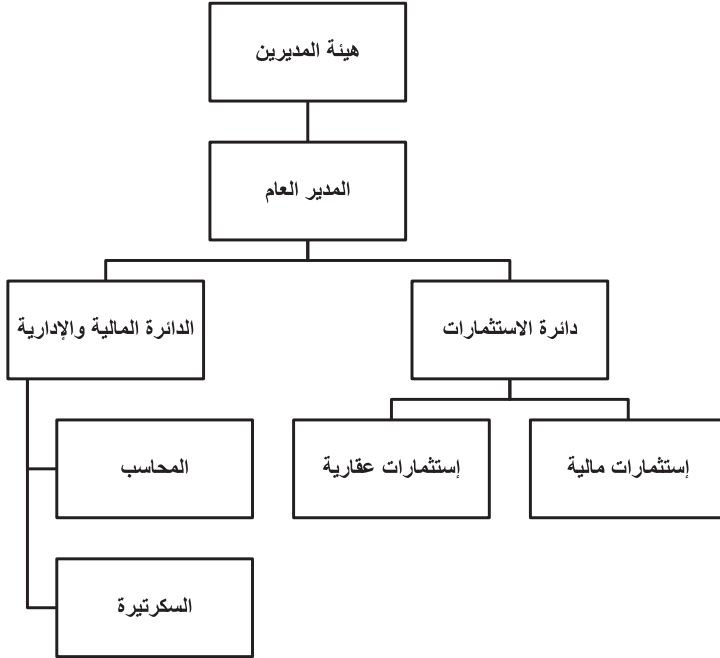 هيئة المديرين
المدير العام
دائرة الاستثمارات
الدائرة المالية والإدارية
إستثمارات مالية
إستثمارات عقارية
المحاسب
السكرتيرة